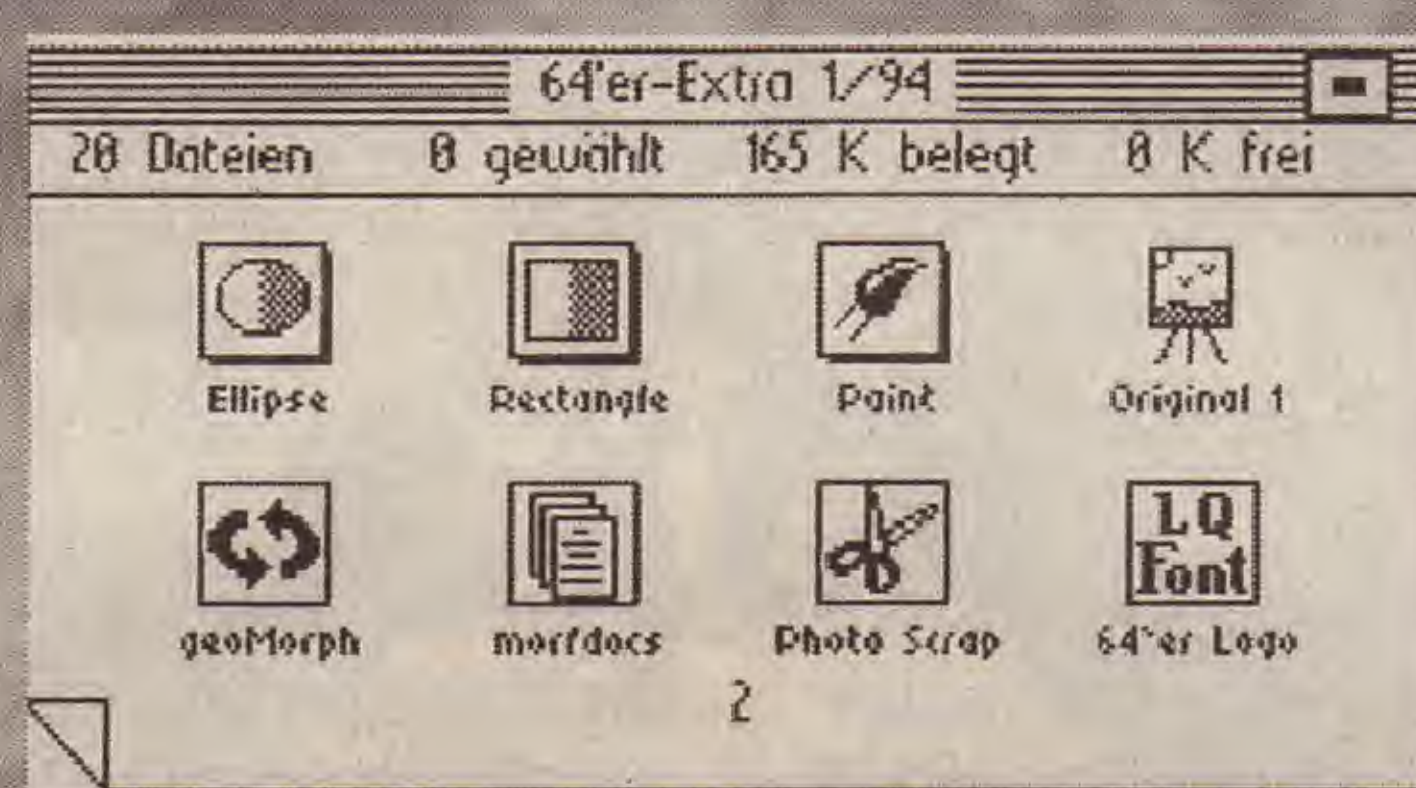 64'er-Extra 1/94
20 Dateien 0 gewählt 165 K belegt 0 K frei
Ellipse Rectangle Paint Original 1
LQ
Font
geoMorph morfdocs Photo Scrap 64'er Logo
2